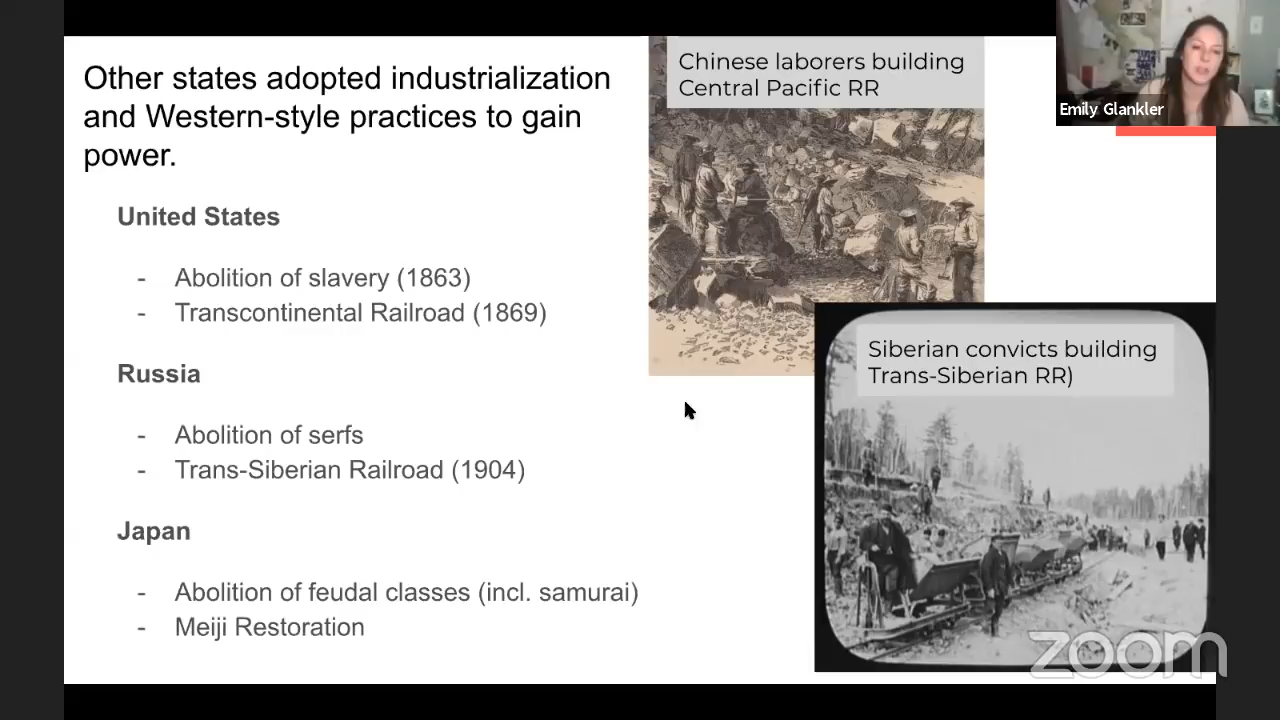 Other states adopted industrialization
and Western-style practices to gain
power.
United States
- Abolition of slavery (1863)
- Transcontinental Railroad (1869)
Russia
- Abolition of serfs
- Trans-Siberian Railroad (1904)
Japan
- Abolition of feudal classes (incl. samurai)
- Meiji Restoration
Chinese laborers building
Central Pacific RR
Siberian convicts building
Trans-Siberian RR)
Emily Glankler
zoom